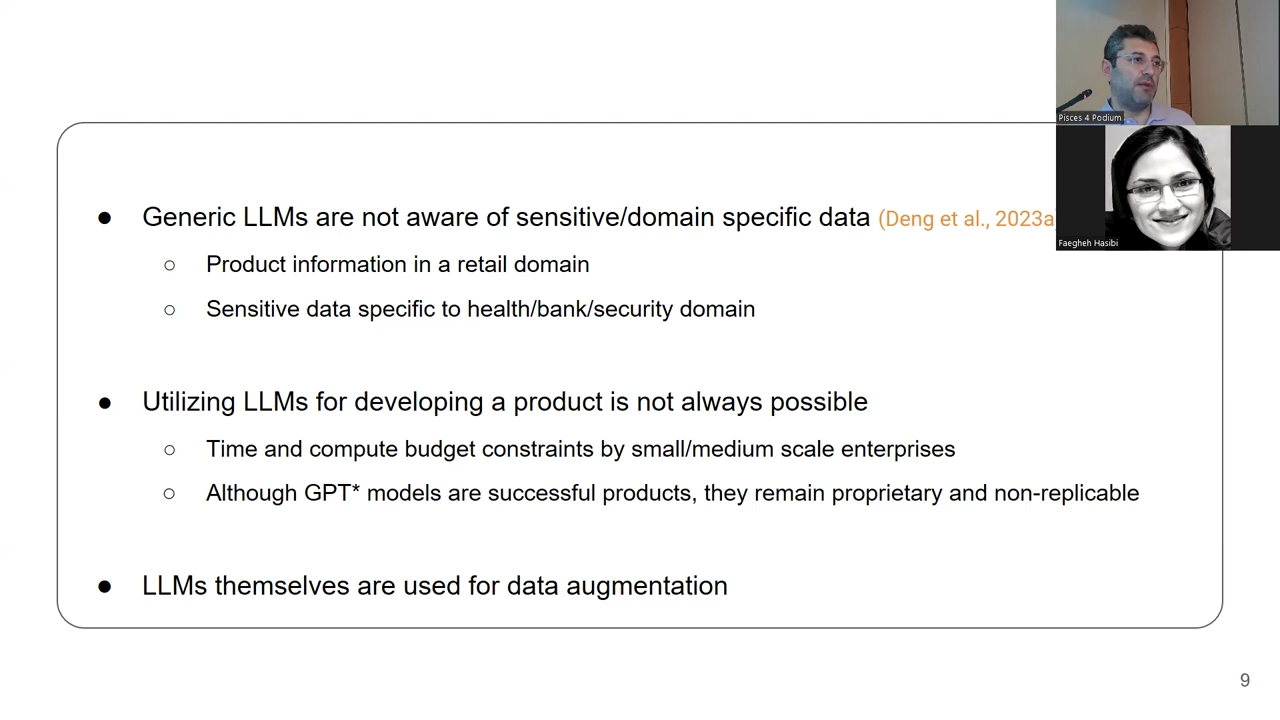 Pisces 4 Podium
Faegheh Hasibi
● Generic LLMs are not aware of sensitive/domain specific data (Deng et al., 2023a)
○ Product information in a retail domain
○ Sensitive data specific to health/bank/security domain
● Utilizing LLMs for developing a product is not always possible
○ Time and compute budget constraints by small/medium scale enterprises
○ Although GPT* models are successful products, they remain proprietary and non-replicable
● LLMs themselves are used for data augmentation
9